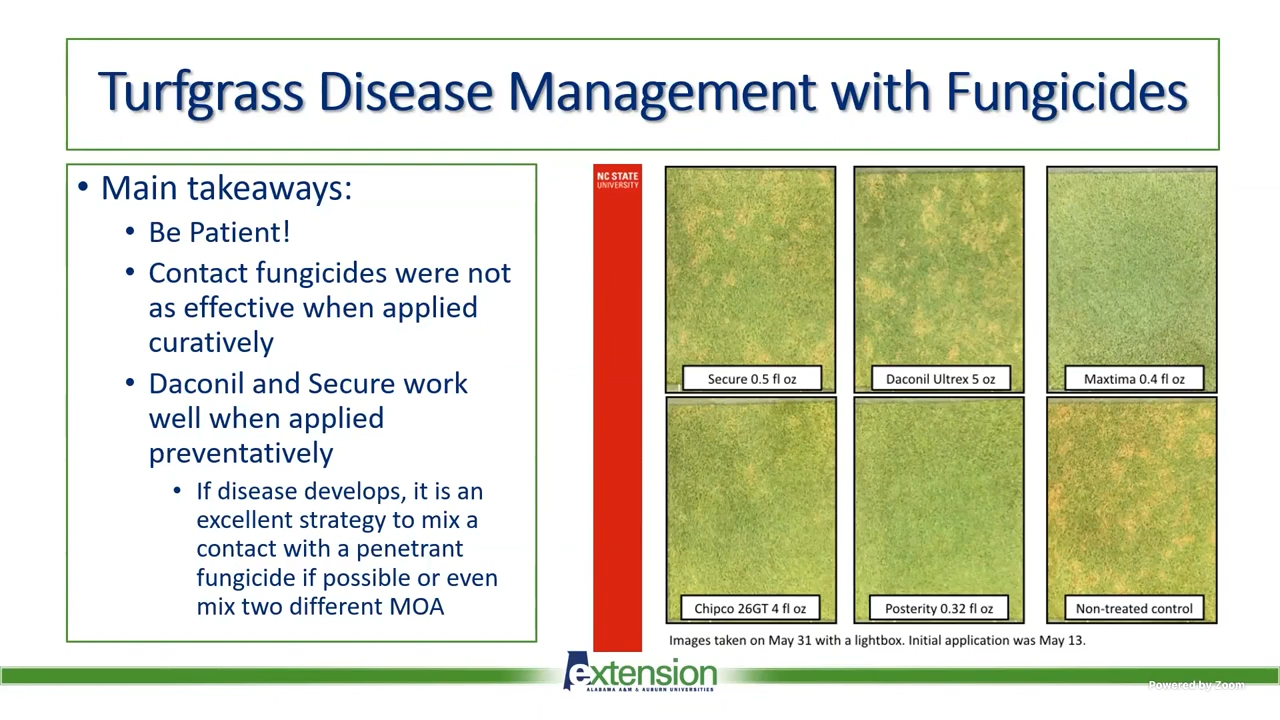 Turfgrass Disease Management with Fungicides
• Main takeaways:
• Be Patient!
• Contact fungicides were not
as effective when applied
curatively
• Daconil and Secure work
well when applied
preventatively
• If disease develops, it is an
excellent strategy to mix a
contact with a penetrant
fungicide if possible or even
mix two different MOA
NC STATE
UNIVERSITY
Secure 0.5 fl oz
Daconil Ultrex 5 oz
Maxtima 0.4 fl oz
Chipco 26GT 4 fl oz
Posterity 0.32 fl oz
Non-treated control
Images taken on May 31 with a lightbox. Initial application was May 13.
extension
ALABAMA A&M & AUBURN UNIVERSITIES
Powered by Zoom